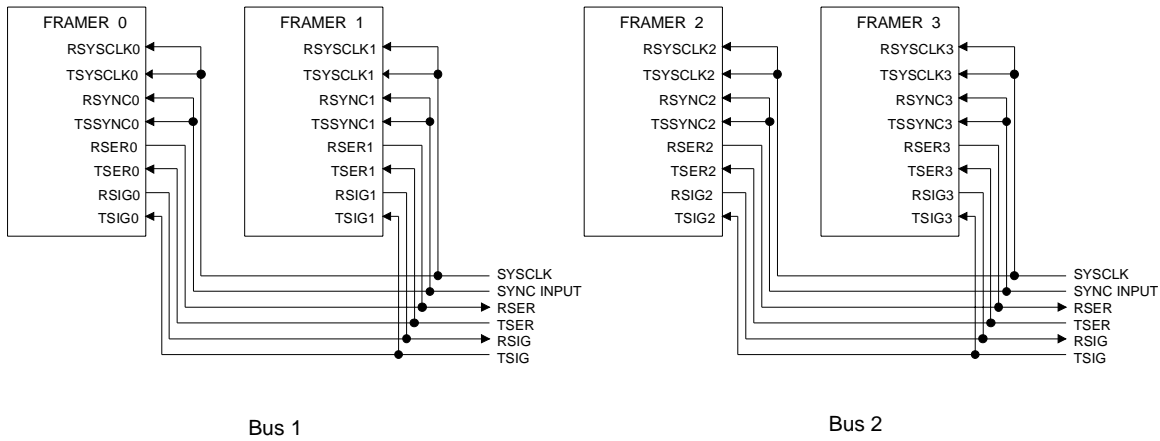 FRAMER 0
RSYSCLK0
TSYSCLK0
RSYNC0
TSSYNC0
RSER0
TSER0
RSIG0
TSIG0
FRAMER 1
RSYSCLK1
TSYSCLK1
RSYNC1
TSSYNC1
RSER1
TSER1
RSIG1
TSIG1
SYSCLK
SYNC INPUT
RSER
TSER
RSIG
TSIG
Bus 1
FRAMER 2
RSYSCLK2
TSYSCLK2
RSYNC2
TSSYNC2
RSER2
TSER2
RSIG2
TSIG2
FRAMER 3
RSYSCLK3
TSYSCLK3
RSYNC3
TSSYNC3
RSER3
TSER3
RSIG3
TSIG3
SYSCLK
SYNC INPUT
RSER
TSER
RSIG
TSIG
Bus 2